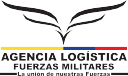 AGENCIA LOGÍSTICA
FUERZAS MILITARES
La unión de nuestras Fuerzas